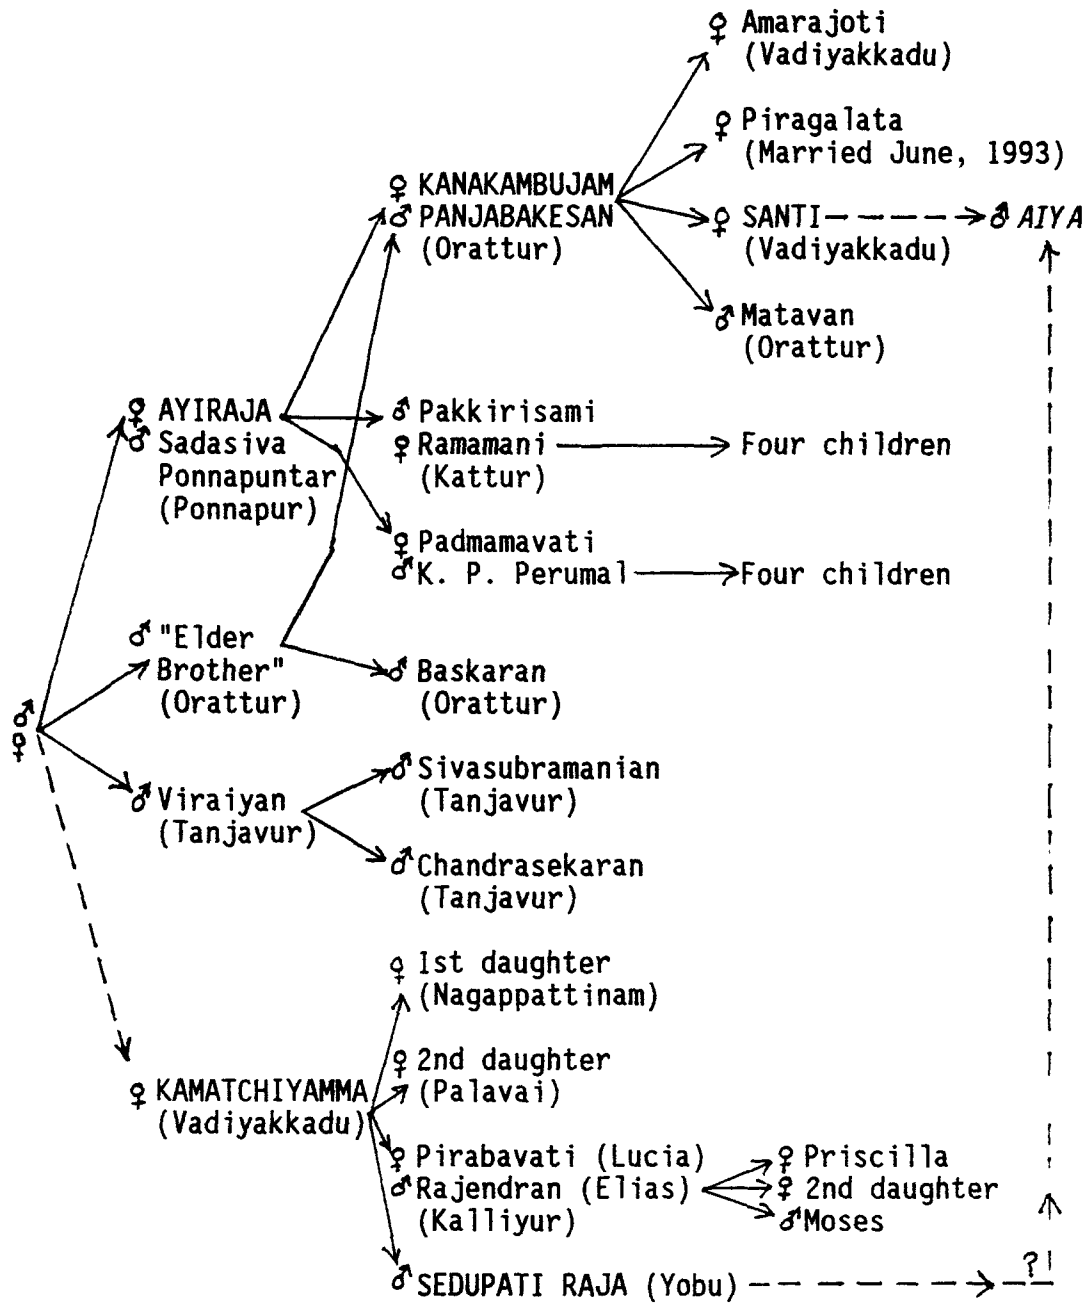 ♀ Amarajoti
(Vadiyakkadu)
♀ Piragalata
(Married June, 1993)
♀ KANAKAMBUJAM
♂ PANJABAKESAN
(Orattur)
♀ SANTI
♂ AIYA
(Vadiyakkadu)
♂ Matavan
(Orattur)
♀ AYIRAJA
♂ Sadasiva
Ponnapuntar
(Ponnapur)
♂ Pakkirisami
♀ Ramamani
(Kattur)
Four children
♀ Padmamavati
♂ K. P. Perumal
Four children
♂ "Elder
Brother"
(Orattur)
♂ Baskaran
(Orattur)
♂
♀
♂ Viraiyan
(Tanjavur)
♂ Sivasubramanian
(Tanjavur)
♂ Chandrasekaran
(Tanjavur)
♀ 1st daughter
(Nagappattinam)
♀ 2nd daughter
(Palavai)
♀ KAMATCHIYAMMA
(Vadiyakkadu)
♀ Pirabavati (Lucia)
♂ Rajendran (Elias)
(Kalliyur)
♀ Priscilla
♀ 2nd daughter
♂ Moses
♂ SEDUPATI RAJA (Yobu)
?